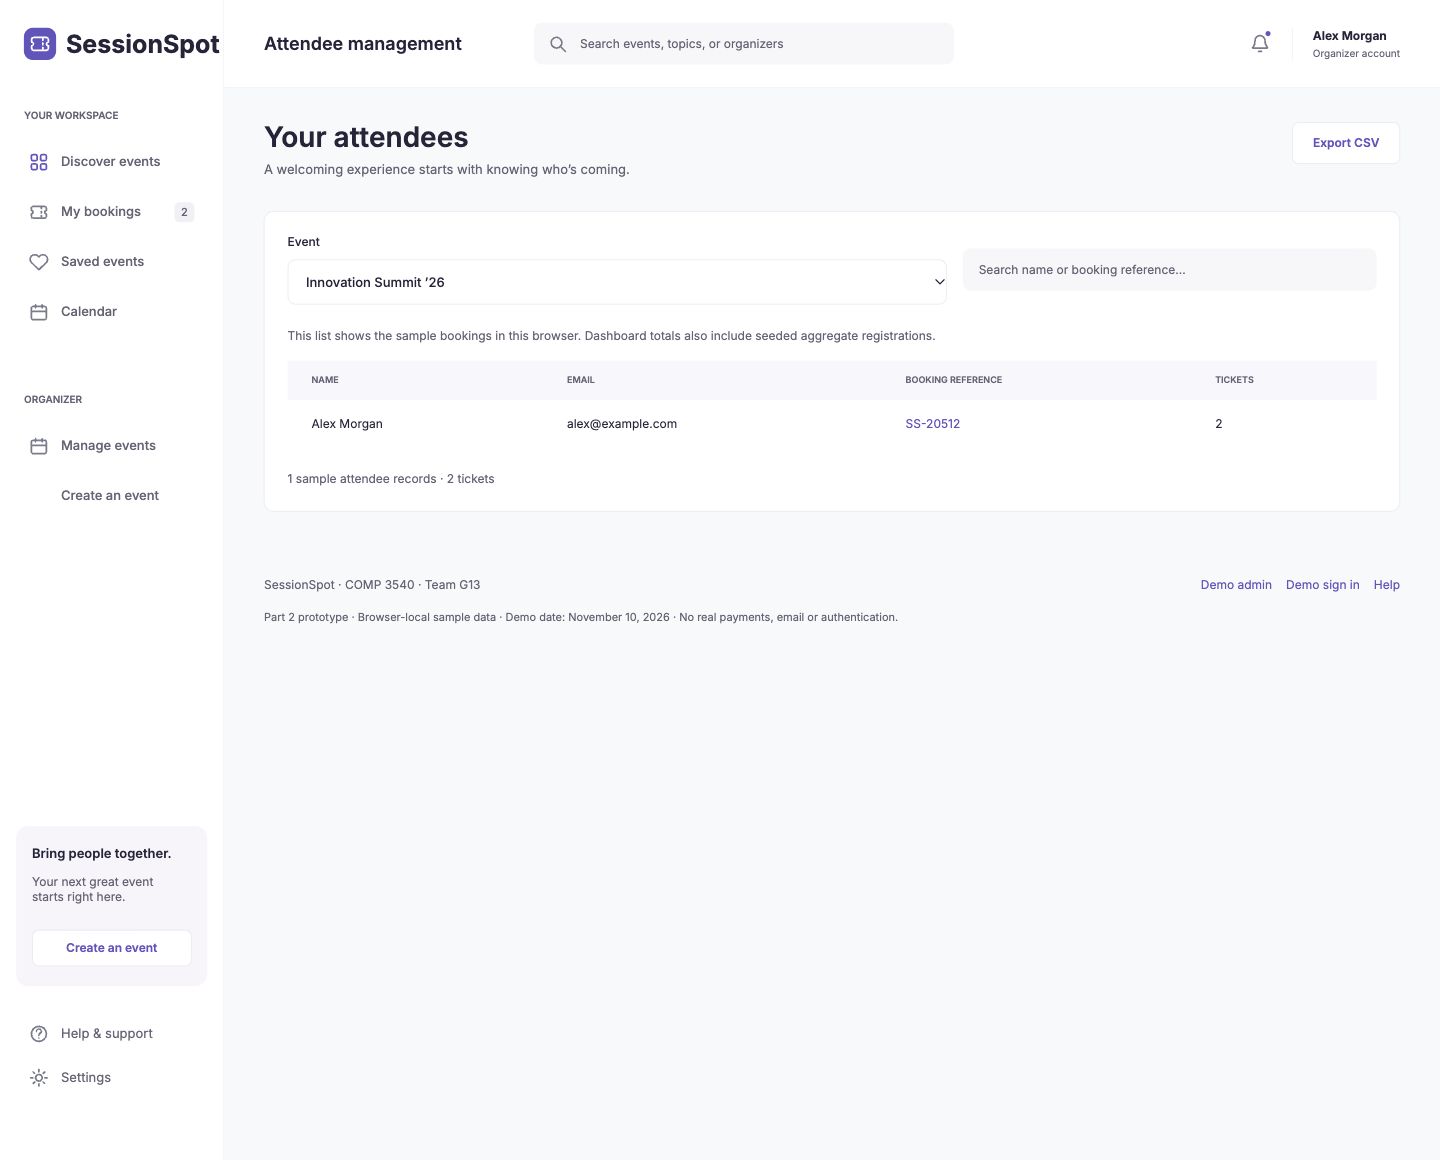 SessionSpot
Attendee management
Search events, topics, or organizers
Alex Morgan
Organizer account
YOUR WORKSPACE
Discover events
My bookings 2
Saved events
Calendar
ORGANIZER
Manage events
Create an event
Bring people together.
Your next great event
starts right here.
Create an event
Help & support
Settings
Your attendees
A welcoming experience starts with knowing who’s coming.
Export CSV
Event
Innovation Summit ’26
Search name or booking reference…
This list shows the sample bookings in this browser. Dashboard totals also include seeded aggregate registrations.
NAME EMAIL BOOKING REFERENCE TICKETS
Alex Morgan alex@example.com SS-20512 2
1 sample attendee records · 2 tickets
SessionSpot · COMP 3540 · Team G13
Demo admin Demo sign in Help
Part 2 prototype · Browser-local sample data · Demo date: November 10, 2026 · No real payments, email or authentication.